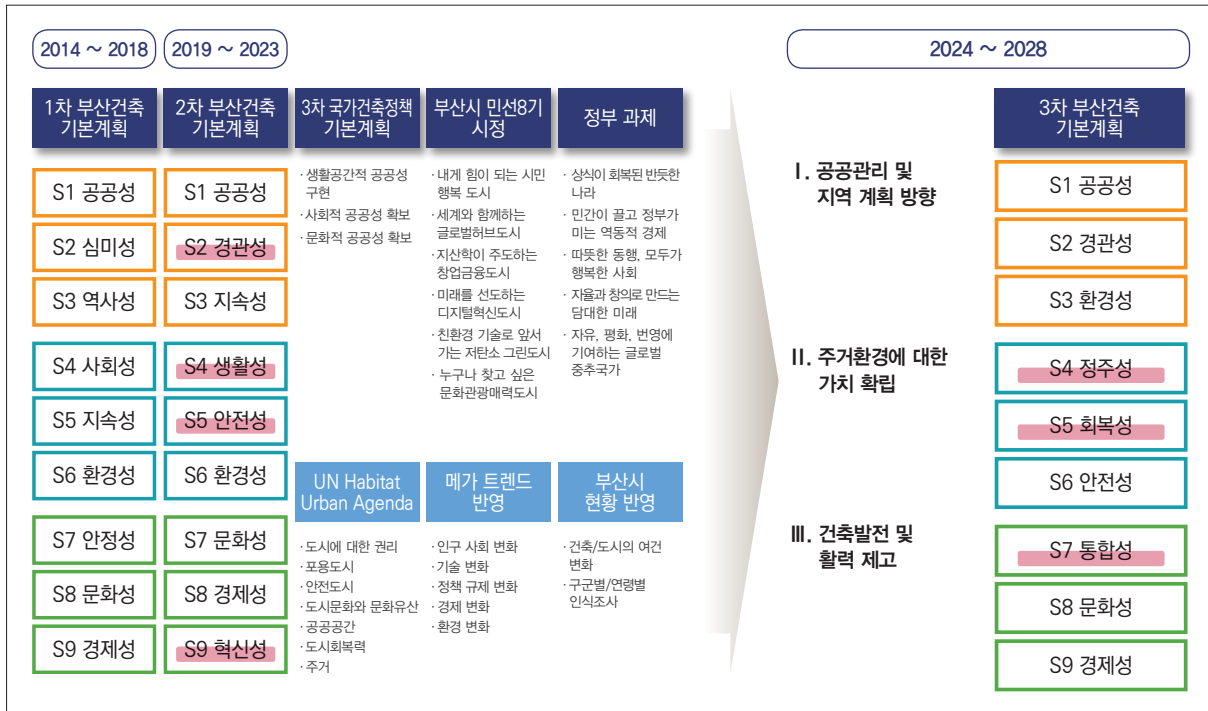 2014 ~ 2018
2019 ~ 2023
2024 ~ 2028
1차 부산건축
기본계획
2차 부산건축
기본계획
3차 국가건축정책
기본계획
부산시 민선8기
시정
정부 과제
3차 부산건축
기본계획
S1 공공성
S2 심미성
S3 역사성
S4 사회성
S5 지속성
S6 환경성
S7 안정성
S8 문화성
S9 경제성
S1 공공성
S2 경관성
S3 지속성
S4 생활성
S5 안전성
S6 환경성
S7 문화성
S8 경제성
S9 혁신성
· 생활공간적 공공성
구현
· 사회적 공공성 확보
· 문화적 공공성 확보
· 내게 힘이 되는 시민
행복 도시
· 세계와 함께하는
글로벌허브도시
· 지산학이 주도하는
창업금융도시
· 미래를 선도하는
디지털혁신도시
· 친환경 기술로 앞서
가는 저탄소 그린도시
· 누구나 찾고 싶은
문화관광매력도시
· 상식이 회복된 반듯한
나라
· 민간이 끌고 정부가
미는 역동적 경제
· 따뜻한 동행, 모두가
행복한 사회
· 자율과 창의로 만드는
담대한 미래
· 자유, 평화, 번영에
기여하는 글로벌
중추국가
UN Habitat
Urban Agenda
메가 트렌드
반영
부산시
현황 반영
· 도시에 대한 권리
· 포용도시
· 안전도시
· 도시문화와 문화유산
· 공공공간
· 도시회복력
· 주거
· 인구 사회 변화
· 기술 변화
· 정책 규제 변화
· 경제 변화
· 환경 변화
· 건축/도시의 여건
변화
· 구군별/연령별
인식조사
Ⅰ. 공공관리 및
지역 계획 방향
Ⅱ. 주거환경에 대한
가치 확립
Ⅲ. 건축발전 및
활력 제고
S1 공공성
S2 경관성
S3 환경성
S4 정주성
S5 회복성
S6 안전성
S7 통합성
S8 문화성
S9 경제성